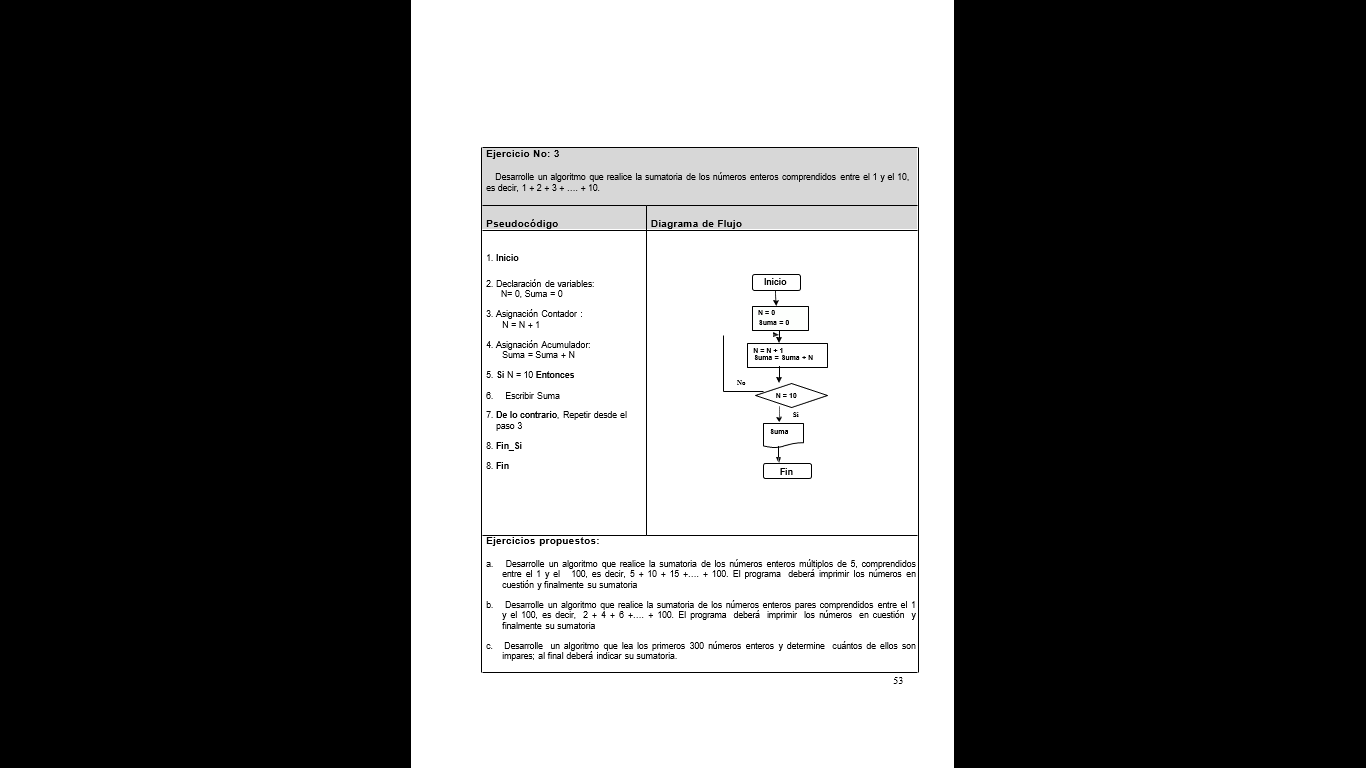 Ejercicio No: 3
Desarrolle un algoritmo que realice la sumatoria de los números enteros comprendidos entre el 1 y el 10,
es decir, 1 + 2 + 3 + .... + 10.
Pseudocódigo
Diagrama de Flujo
1. Inicio
2. Declaración de variables:
N= 0, Suma = 0
3. Asignación Contador :
N = N + 1
4. Asignación Acumulador:
Suma = Suma + N
5. Si N = 10 Entonces
6. Escribir Suma
7. De lo contrario, Repetir desde el
paso 3
8. Fin_Si
8. Fin
Inicio
N = 0
Suma = 0
N = N + 1
Suma = Suma + N
No
N = 10
Si
Suma
Fin
Ejercicios propuestos:
a. Desarrolle un algoritmo que realice la sumatoria de los números enteros múltiplos de 5, comprendidos
entre el 1 y el 100, es decir, 5 + 10 + 15 +.... + 100. El programa deberá imprimir los números en
cuestión y finalmente su sumatoria
b. Desarrolle un algoritmo que realice la sumatoria de los números enteros pares comprendidos entre el 1
y el 100, es decir, 2 + 4 + 6 +.... + 100. El programa deberá imprimir los números en cuestión y
finalmente su sumatoria
c. Desarrolle un algoritmo que lea los primeros 300 números enteros y determine cuántos de ellos son
impares; al final deberá indicar su sumatoria.
53